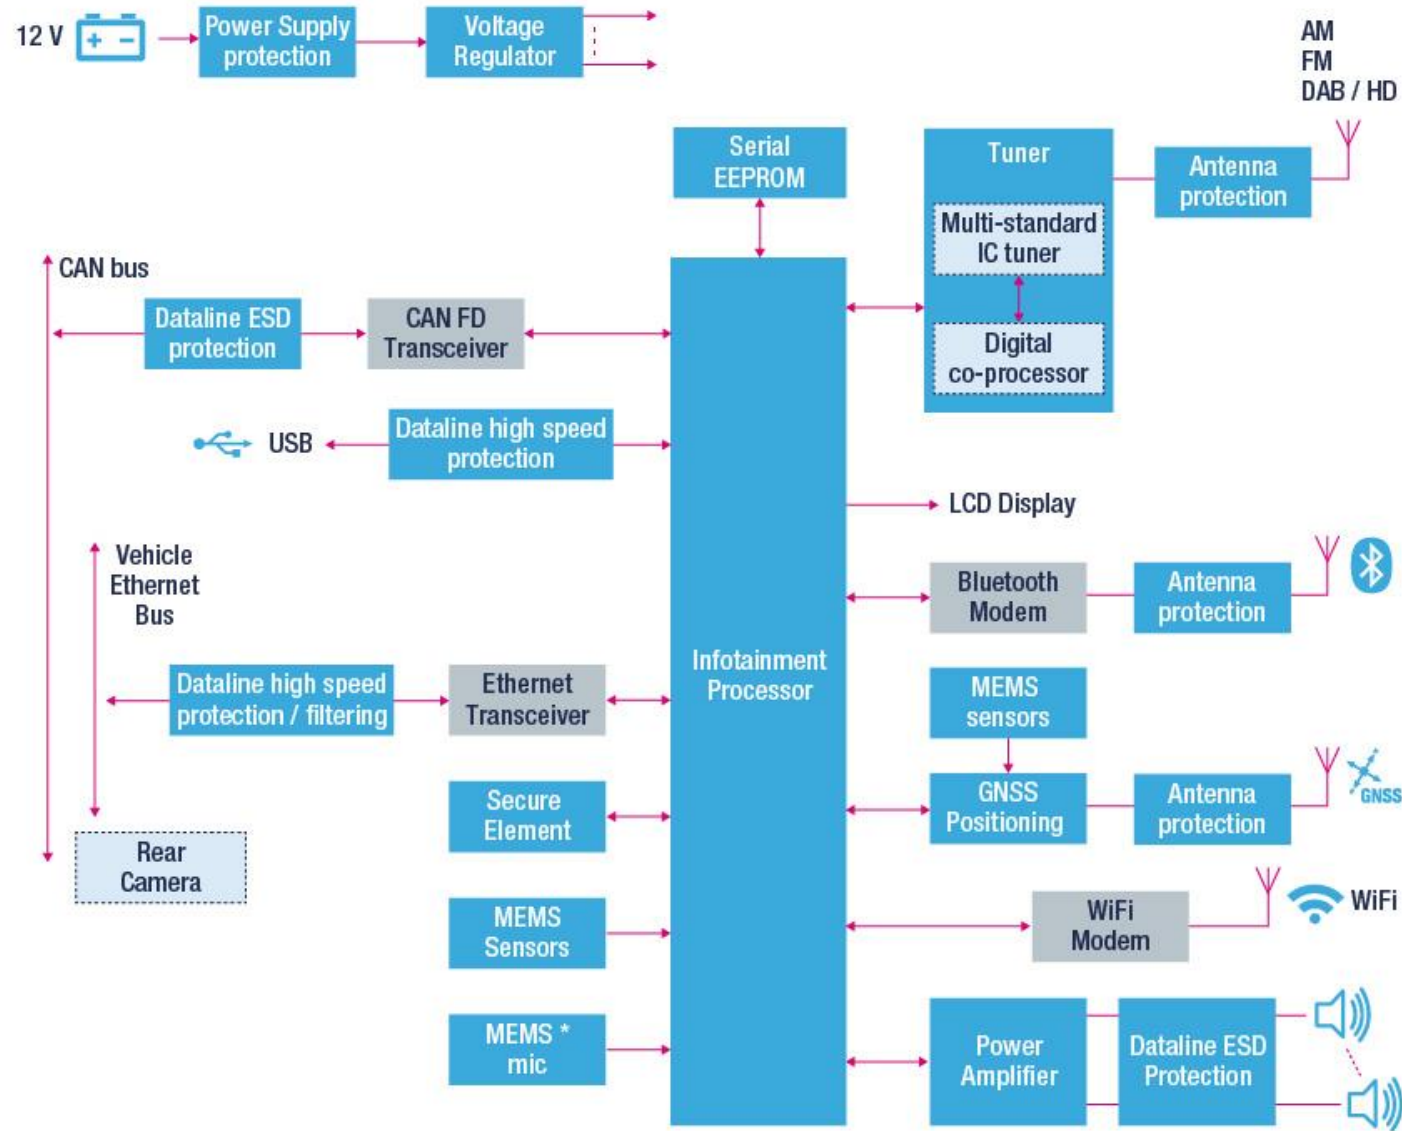 12 V
Power Supply
protection
Voltage
Regulator
AM
FM
DAB / HD
Serial
EEPROM
Tuner
Antenna
protection
Multi-standard
IC tuner
Digital
co-processor
CAN bus
Dataline ESD
protection
CAN FD
Transceiver
USB
Dataline high speed
protection
LCD Display
Vehicle
Ethernet
Bus
Bluetooth
Modem
Antenna
protection
Infotainment
Processor
Dataline high speed
protection / filtering
Ethernet
Transceiver
MEMS
sensors
Secure
Element
GNSS
Positioning
Antenna
protection
GNSS
Rear
Camera
MEMS
Sensors
WiFi
Modem
WiFi
MEMS *
mic
Power
Amplifier
Dataline ESD
Protection